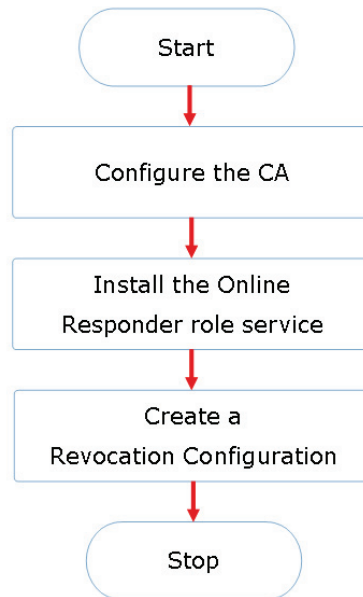 Start
Configure the CA
Install the Online
Responder role service
Create a
Revocation Configuration
Stop